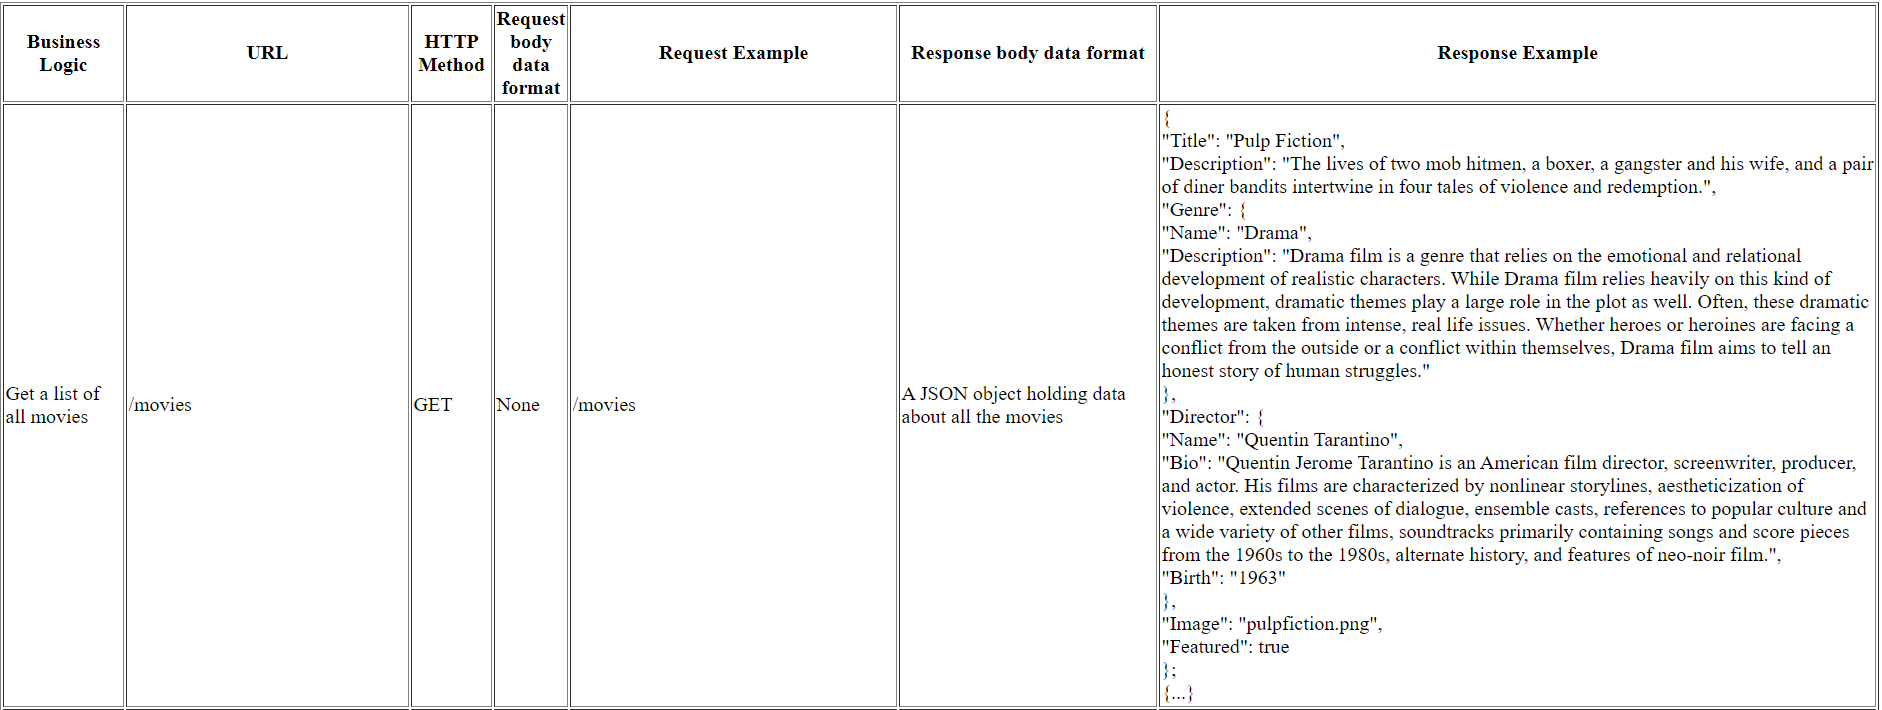 Business
Logic
URL
HTTP
Method
Request
body
data
format
Request Example
Response body data format
Response Example
Get a list of
all movies
/movies
GET
None
/movies
A JSON object holding data
about all the movies
{
"Title": "Pulp Fiction",
"Description": "The lives of two mob hitmen, a boxer, a gangster and his wife, and a pair
of diner bandits intertwine in four tales of violence and redemption.",
"Genre": {
"Name": "Drama",
"Description": "Drama film is a genre that relies on the emotional and relational
development of realistic characters. While Drama film relies heavily on this kind of
development, dramatic themes play a large role in the plot as well. Often, these dramatic
themes are taken from intense, real life issues. Whether heroes or heroines are facing a
conflict from the outside or a conflict within themselves, Drama film aims to tell an
honest story of human struggles."
},
"Director": {
"Name": "Quentin Tarantino",
"Bio": "Quentin Jerome Tarantino is an American film director, screenwriter, producer,
and actor. His films are characterized by nonlinear storylines, aestheticization of
violence, extended scenes of dialogue, ensemble casts, references to popular culture and
a wide variety of other films, soundtracks primarily containing songs and score pieces
from the 1960s to the 1980s, alternate history, and features of neo-noir film.",
"Birth": "1963"
},
"Image": "pulpfiction.png",
"Featured": true
};
{...}